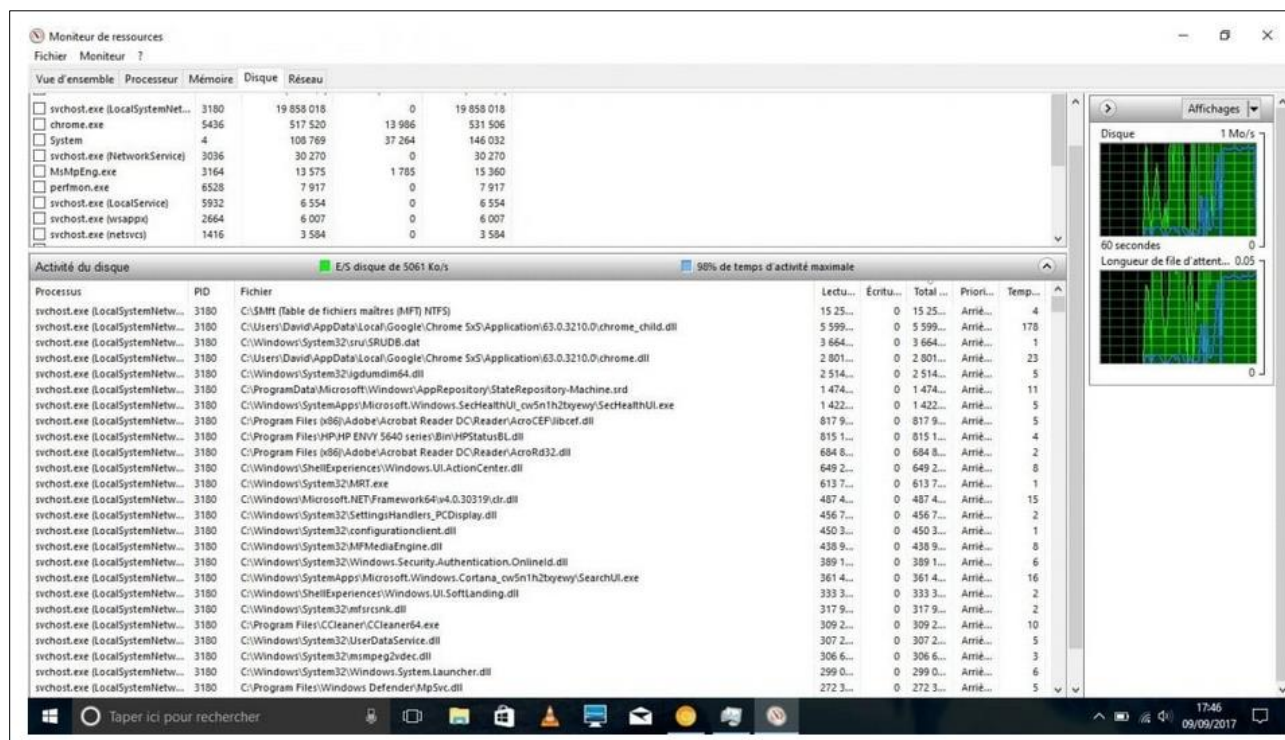 Moniteur de ressources
Fichier Moniteur ?
Vue d'ensemble Processeur Mémoire Disque Réseau
svchost.exe (LocalSystemNet... 3180 19 858 018 0 19 858 018
chrome.exe 5436 517 520 13 986 531 506
System 4 108 769 37 264 146 032
svchost.exe (NetworkService) 3036 30 270 0 30 270
MsMpEng.exe 3164 13 575 1 785 15 360
perfmon.exe 6528 7 917 0 7 917
svchost.exe (LocalService) 5932 6 554 0 6 554
svchost.exe (wsappx) 2664 6 007 0 6 007
svchost.exe (netsvcs) 1416 3 584 0 3 584
Affichages
Disque 1 Mo/s
60 secondes 0
Longueur de file d'attent... 0.05
0
Activité du disque E/S disque de 5061 Ko/s 98% de temps d'activité maximale
Processus PID Fichier Lectu... Écritu... Total ... Priori... Temp...
svchost.exe (LocalSystemNetw... 3180 C:\$Mft (Table de fichiers maîtres (MFT) NTFS) 15 25... 0 15 25... Arriè... 4
svchost.exe (LocalSystemNetw... 3180 C:\Users\David\AppData\Local\Google\Chrome SxS\Application\63.0.3210.0\chrome_child.dll 5 599... 0 5 599... Arriè... 178
svchost.exe (LocalSystemNetw... 3180 C:\Windows\System32\sru\SRUDB.dat 3 664... 0 3 664... Arriè... 1
svchost.exe (LocalSystemNetw... 3180 C:\Users\David\AppData\Local\Google\Chrome SxS\Application\63.0.3210.0\chrome.dll 2 801... 0 2 801... Arriè... 23
svchost.exe (LocalSystemNetw... 3180 C:\Windows\System32\igdumdim64.dll 2 514... 0 2 514... Arriè... 5
svchost.exe (LocalSystemNetw... 3180 C:\ProgramData\Microsoft\Windows\AppRepository\StateRepository-Machine.srd 1 474... 0 1 474... Arriè... 11
svchost.exe (LocalSystemNetw... 3180 C:\Windows\SystemApps\Microsoft.Windows.SecHealthUI_cw5n1h2txyewy\SecHealthUI.exe 1 422... 0 1 422... Arriè... 5
svchost.exe (LocalSystemNetw... 3180 C:\Program Files (x86)\Adobe\Acrobat Reader DC\Reader\AcroCEF\libcef.dll 817 9... 0 817 9... Arriè... 5
svchost.exe (LocalSystemNetw... 3180 C:\Program Files\HP\HP ENVY 5640 series\Bin\HPStatusBL.dll 815 1... 0 815 1... Arriè... 4
svchost.exe (LocalSystemNetw... 3180 C:\Program Files (x86)\Adobe\Acrobat Reader DC\Reader\AcroRd32.dll 684 8... 0 684 8... Arriè... 2
svchost.exe (LocalSystemNetw... 3180 C:\Windows\ShellExperiences\Windows.UI.ActionCenter.dll 649 2... 0 649 2... Arriè... 8
svchost.exe (LocalSystemNetw... 3180 C:\Windows\System32\MRT.exe 613 7... 0 613 7... Arriè... 1
svchost.exe (LocalSystemNetw... 3180 C:\Windows\Microsoft.NET\Framework64\v4.0.30319\clr.dll 487 4... 0 487 4... Arriè... 15
svchost.exe (LocalSystemNetw... 3180 C:\Windows\System32\SettingsHandlers_PCDisplay.dll 456 7... 0 456 7... Arriè... 2
svchost.exe (LocalSystemNetw... 3180 C:\Windows\System32\configurationclient.dll 450 3... 0 450 3... Arriè... 1
svchost.exe (LocalSystemNetw... 3180 C:\Windows\System32\MFMediaEngine.dll 438 9... 0 438 9... Arriè... 8
svchost.exe (LocalSystemNetw... 3180 C:\Windows\System32\Windows.Security.Authentication.OnlineId.dll 389 1... 0 389 1... Arriè... 6
svchost.exe (LocalSystemNetw... 3180 C:\Windows\SystemApps\Microsoft.Windows.Cortana_cw5n1h2txyewy\SearchUI.exe 361 4... 0 361 4... Arriè... 16
svchost.exe (LocalSystemNetw... 3180 C:\Windows\ShellExperiences\Windows.UI.SoftLanding.dll 333 3... 0 333 3... Arriè... 2
svchost.exe (LocalSystemNetw... 3180 C:\Windows\System32\mfsrcsnk.dll 317 9... 0 317 9... Arriè... 2
svchost.exe (LocalSystemNetw... 3180 C:\Program Files\CCleaner\CCleaner64.exe 309 2... 0 309 2... Arriè... 10
svchost.exe (LocalSystemNetw... 3180 C:\Windows\System32\UserDataService.dll 307 2... 0 307 2... Arriè... 5
svchost.exe (LocalSystemNetw... 3180 C:\Windows\System32\msmpeg2vdec.dll 306 6... 0 306 6... Arriè... 3
svchost.exe (LocalSystemNetw... 3180 C:\Windows\System32\Windows.System.Launcher.dll 299 0... 0 299 0... Arriè... 6
svchost.exe (LocalSystemNetw... 3180 C:\Program Files\Windows Defender\MpSvc.dll 272 3... 0 272 3... Arriè... 5
Taper ici pour rechercher
17:46
09/09/2017